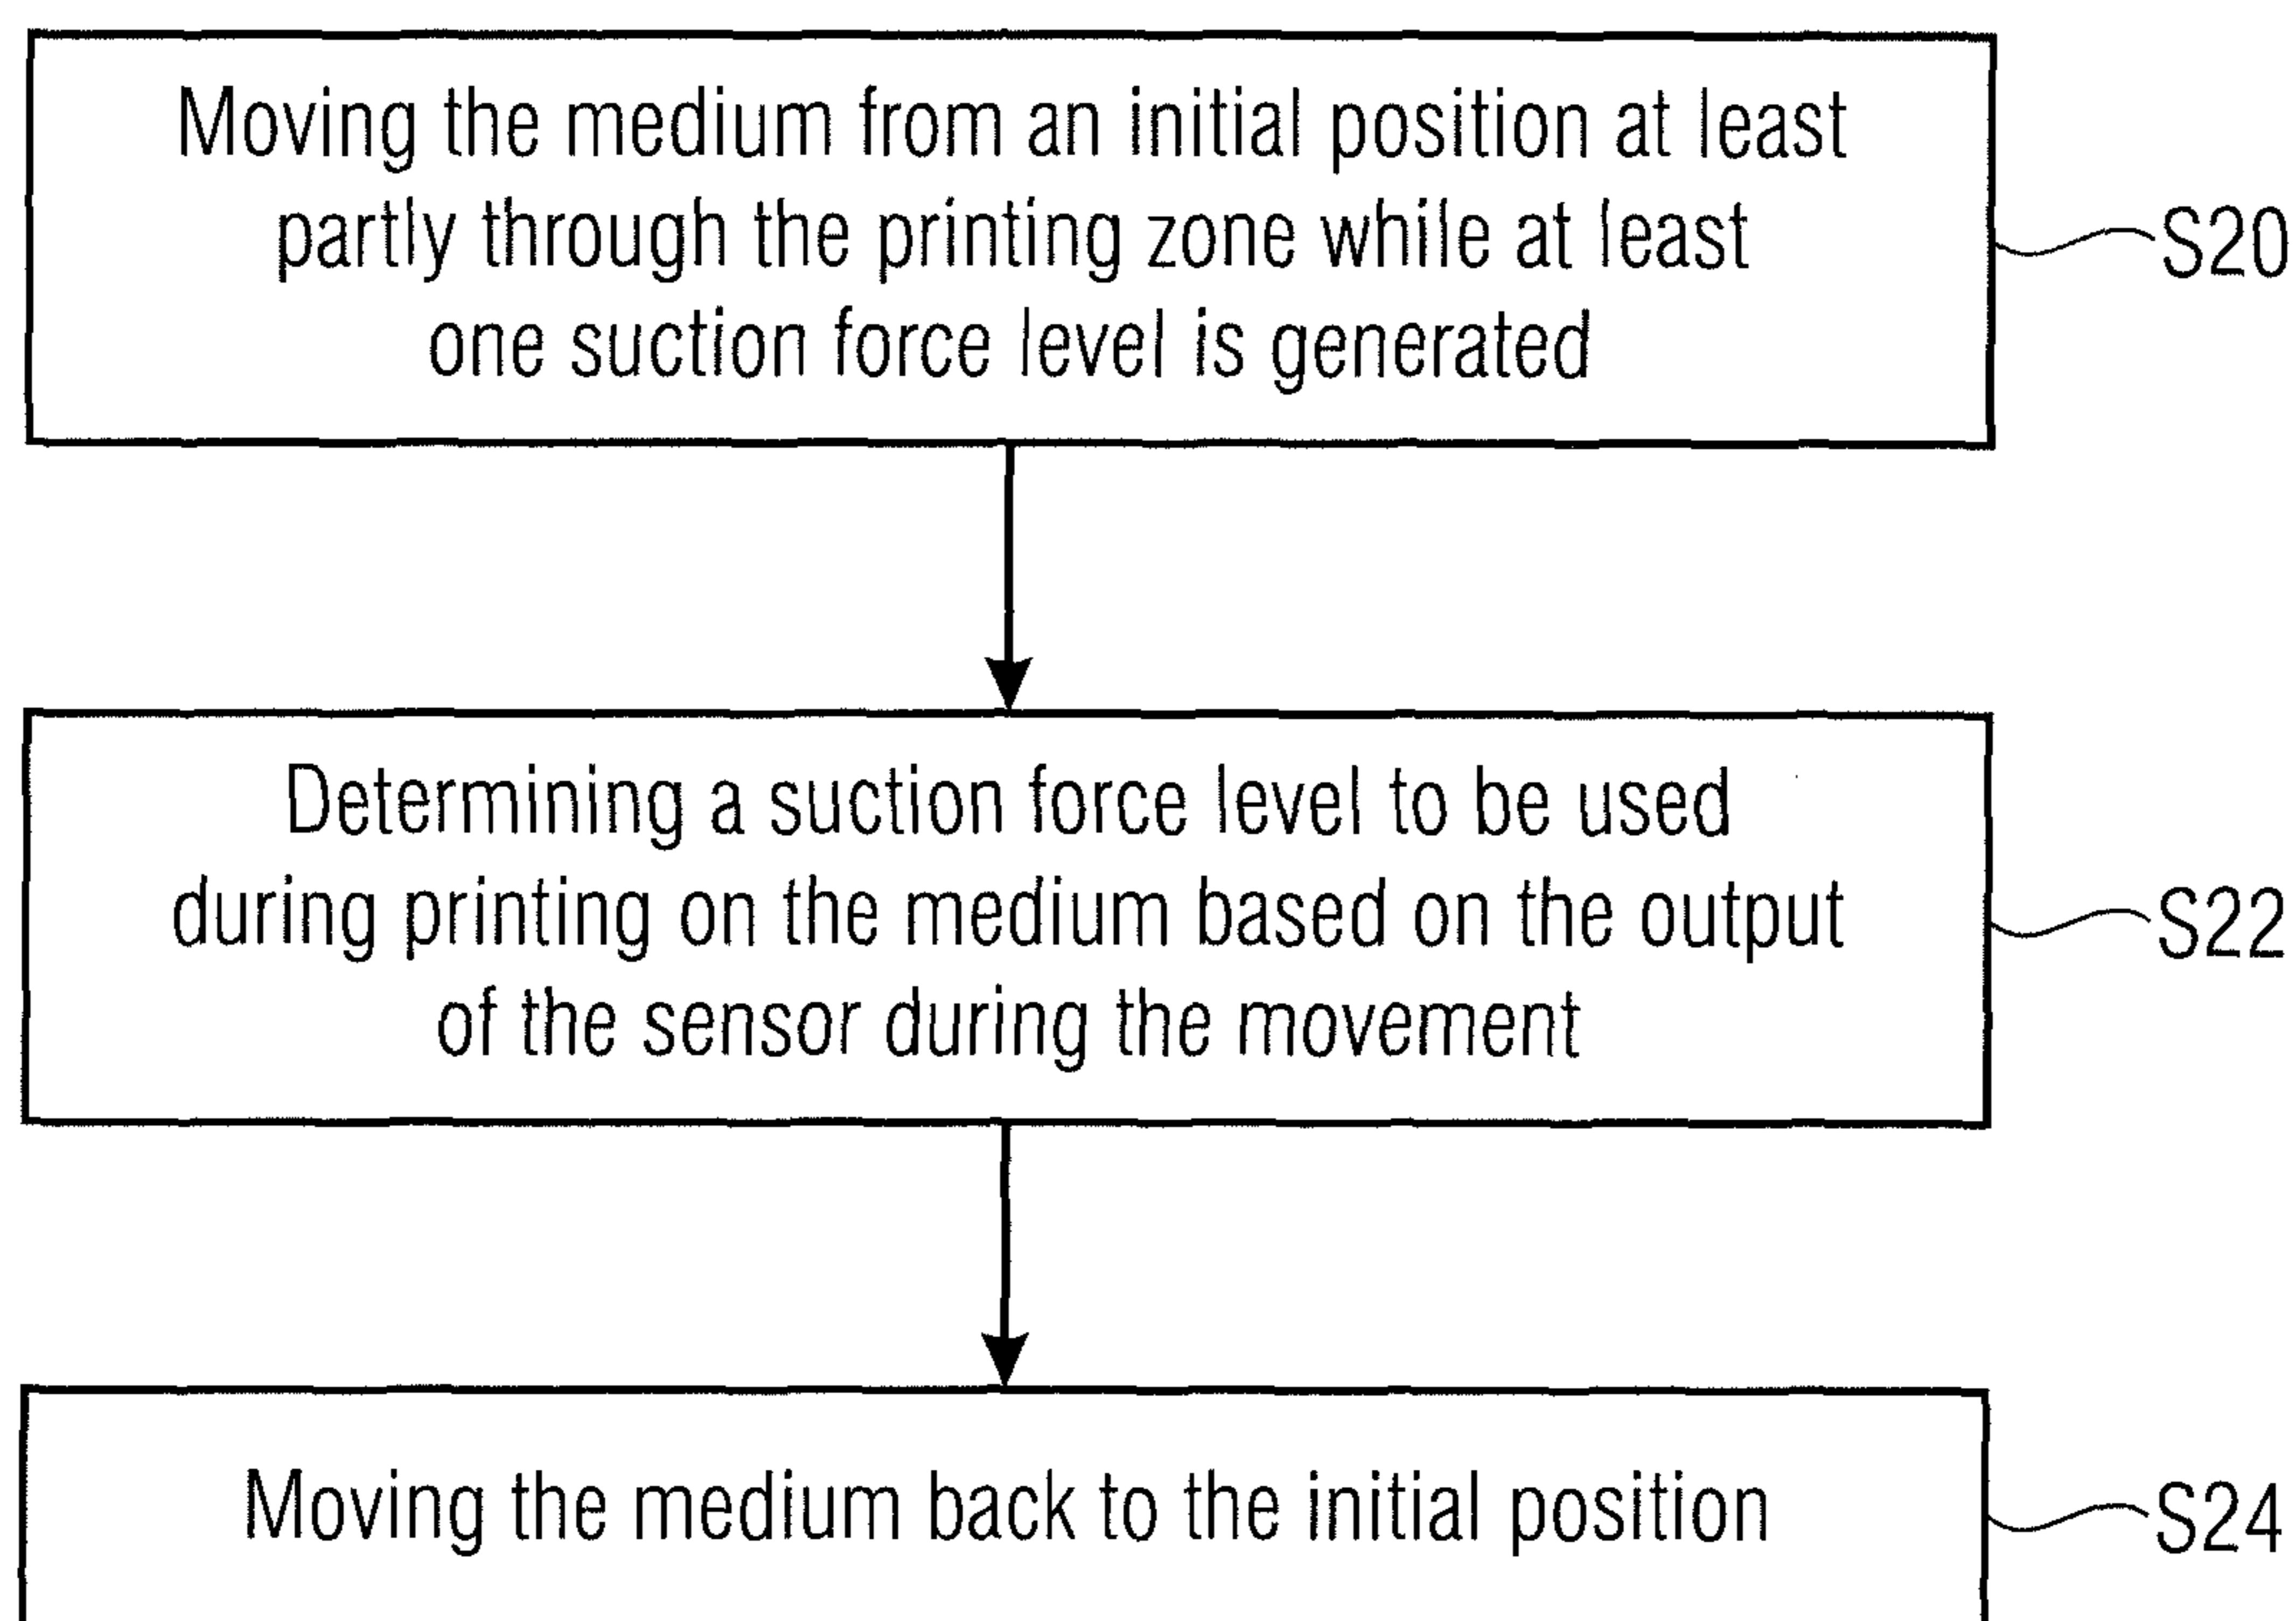 Moving the medium from an initial position at least
partly through the printing zone while at least
one suction force level is generated
S20
Determining a suction force level to be used
during printing on the medium based on the output
of the sensor during the movement
S22
Moving the medium back to the initial position
S24